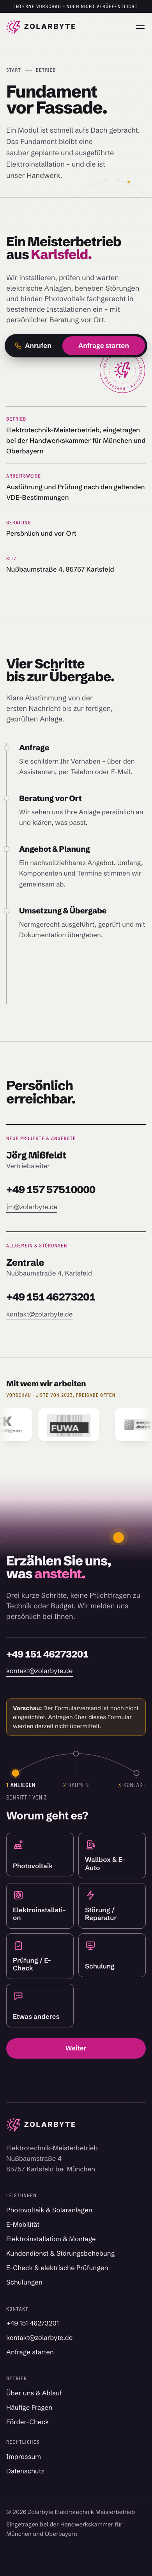 INTERNE VORSCHAU – NOCH NICHT VERÖFFENTLICHT
ZOLARBYTE
START — BETRIEB
Fundament
vor Fassade.
Ein Modul ist schnell aufs Dach gebracht.
Das Fundament bleibt eine
sauber geplante und ausgeführte
Elektroinstallation – und die ist
unser Handwerk.
Ein Meisterbetrieb
aus Karlsfeld.
Wir installieren, prüfen und warten
elektrische Anlagen, beheben Störungen
und binden Photovoltaik fachgerecht in
bestehende Installationen ein – mit
persönlicher Beratung vor Ort.
Anrufen
Anfrage starten
BETRIEB
Elektrotechnik-Meisterbetrieb, eingetragen
bei der Handwerkskammer für München und
Oberbayern
ARBEITSWEISE
Ausführung und Prüfung nach den geltenden
VDE-Bestimmungen
BERATUNG
Persönlich und vor Ort
SITZ
Nußbaumstraße 4, 85757 Karlsfeld
Vier Schritte
bis zur Übergabe.
Klare Abstimmung von der
ersten Nachricht bis zur fertigen,
geprüften Anlage.
Anfrage
Sie schildern Ihr Vorhaben – über den
Assistenten, per Telefon oder E-Mail.
Beratung vor Ort
Wir sehen uns Ihre Anlage persönlich an
und klären, was passt.
Angebot & Planung
Ein nachvollziehbares Angebot. Umfang,
Komponenten und Termine stimmen wir
gemeinsam ab.
Umsetzung & Übergabe
Normgerecht ausgeführt, geprüft und mit
Dokumentation übergeben.
Persönlich
erreichbar.
NEUE PROJEKTE & ANGEBOTE
Jörg Mißfeldt
Vertriebsleiter
+49 157 57510000
jm@zolarbyte.de
ALLGEMEIN & STÖRUNGEN
Zentrale
Nußbaumstraße 4, Karlsfeld
+49 151 46273201
kontakt@zolarbyte.de
Mit wem wir arbeiten
VORSCHAU · LISTE VON 2023, FREIGABE OFFEN
FUWA
Erzählen Sie uns,
was ansteht.
Drei kurze Schritte, keine Pflichtfragen zu
Technik oder Budget. Wir melden uns
persönlich bei Ihnen.
+49 151 46273201
kontakt@zolarbyte.de
Vorschau: Der Formularversand ist noch nicht
eingerichtet. Anfragen über dieses Formular
werden derzeit nicht übermittelt.
1 ANLIEGEN
2 RAHMEN
3 KONTAKT
SCHRITT 1 VON 3
Worum geht es?
Photovoltaik
Wallbox & E-
Auto
Elektroinstallati-
on
Störung /
Reparatur
Prüfung / E-
Check
Schulung
Etwas anderes
Weiter
ZOLARBYTE
Elektrotechnik-Meisterbetrieb
Nußbaumstraße 4
85757 Karlsfeld bei München
LEISTUNGEN
Photovoltaik & Solaranlagen
E-Mobilität
Elektroinstallation & Montage
Kundendienst & Störungsbehebung
E-Check & elektrische Prüfungen
Schulungen
KONTAKT
+49 151 46273201
kontakt@zolarbyte.de
Anfrage starten
BETRIEB
Über uns & Ablauf
Häufige Fragen
Förder-Check
RECHTLICHES
Impressum
Datenschutz
© 2026 Zolarbyte Elektrotechnik Meisterbetrieb
Eingetragen bei der Handwerkskammer für
München und Oberbayern